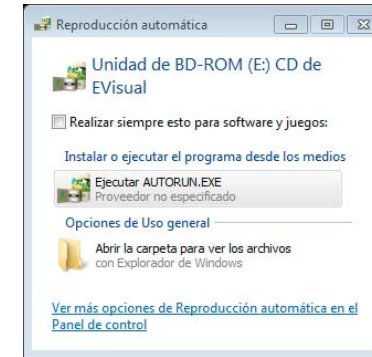 Reproducción automática
Unidad de BD-ROM (E:) CD de
EVisual
Realizar siempre esto para software y juegos:
Instalar o ejecutar el programa desde los medios
Ejecutar AUTORUN.EXE
Proveedor no especificado
Opciones de Uso general
Abrir la carpeta para ver los archivos
con Explorador de Windows
Ver más opciones de Reproducción automática en el
Panel de control